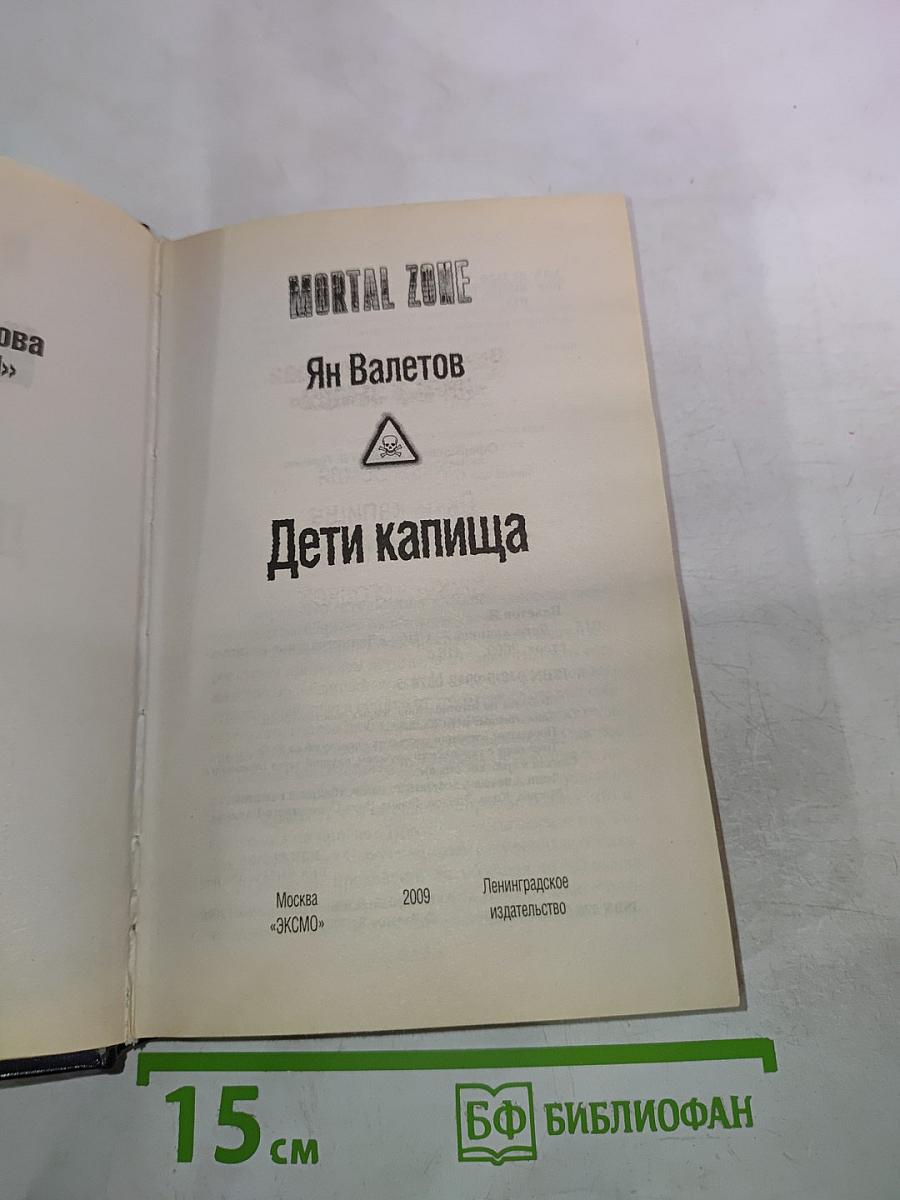 ова
»
MORTAL ZONE
Ян Валетов
Дети капища
Москва
«ЭКСМО»
2009
Ленинградское
издательство
15 см
БФ БИБЛИОФАН